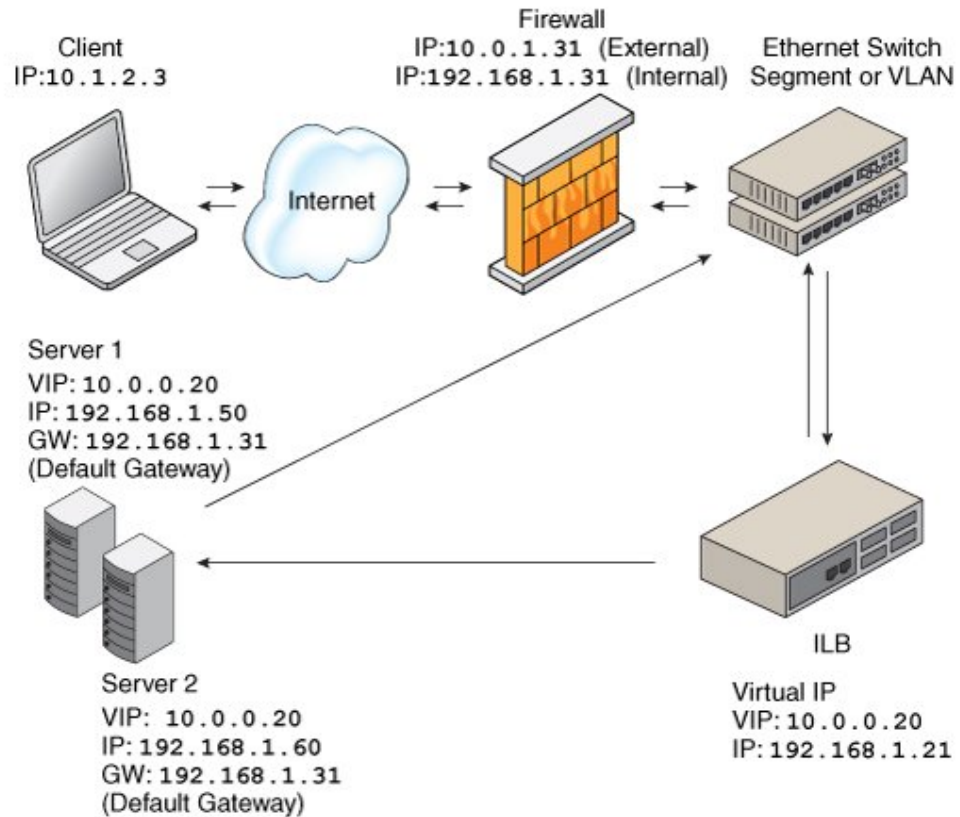 Client
IP:10.1.2.3
Firewall
IP:10.0.1.31 (External)
IP:192.168.1.31 (Internal)
Ethernet Switch
Segment or VLAN
Internet
Server 1
VIP: 10.0.0.20
IP: 192.168.1.50
GW: 192.168.1.31
(Default Gateway)
Server 2
VIP: 10.0.0.20
IP: 192.168.1.60
GW: 192.168.1.31
(Default Gateway)
ILB
Virtual IP
VIP: 10.0.0.20
IP: 192.168.1.21